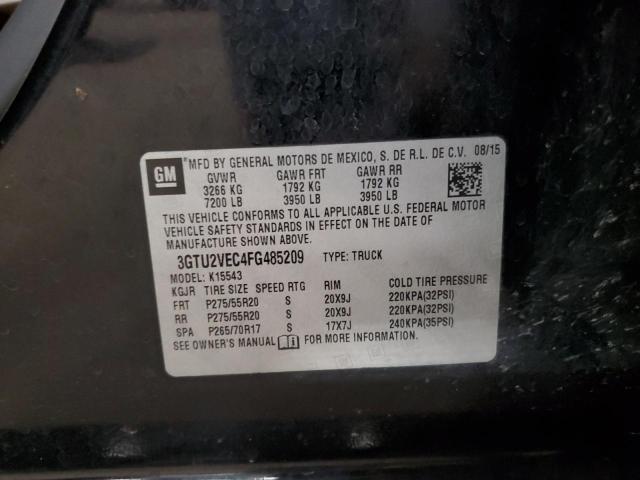 GM
MFD BY GENERAL MOTORS DE MEXICO, S. DE R.L. DE C.V. 08/15
GVWR GAWR FRT GAWR RR
3266 KG 1792 KG 1792 KG
7200 LB 3950 LB 3950 LB
THIS VEHICLE CONFORMS TO ALL APPLICABLE U.S. FEDERAL MOTOR
VEHICLE SAFETY STANDARDS IN EFFECT ON THE DATE OF
MANUFACTURE SHOWN ABOVE.
3GTU2VEC4FG485209 TYPE: TRUCK
MODEL: K15543
KGJR TIRE SIZE SPEED RTG RIM COLD TIRE PRESSURE
FRT P275/55R20 S 20X9J 220KPA(32PSI)
RR P275/55R20 S 20X9J 220KPA(32PSI)
SPA P265/70R17 S 17X7J 240KPA(35PSI)
SEE OWNER'S MANUAL FOR MORE INFORMATION